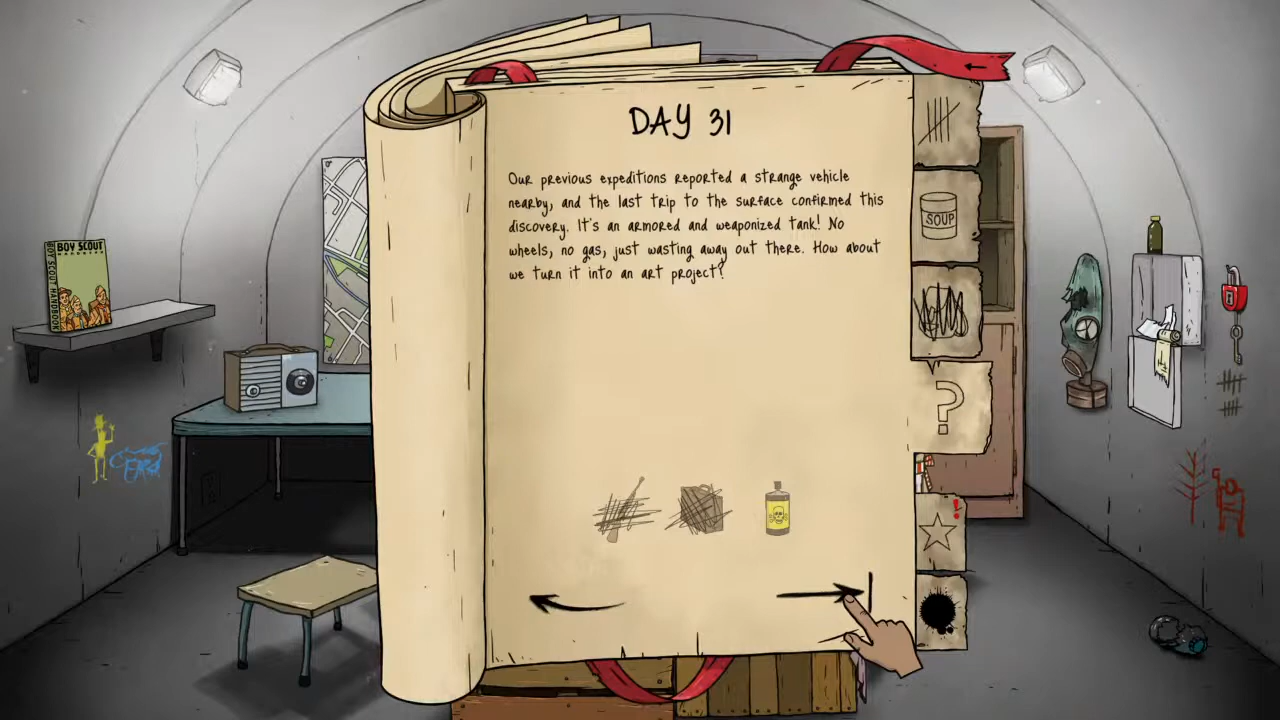 DAY 31
Our previous expeditions reported a strange vehicle
nearby, and the last trip to the surface confirmed this
discovery. It's an armored and weaponized tank! No
wheels, no gas, just wasting away out there. How about
we turn it into an art project?
SOUP
?
!
BOY SCOUT
HANDBOOK
BOY SCOUT HANDBOOK